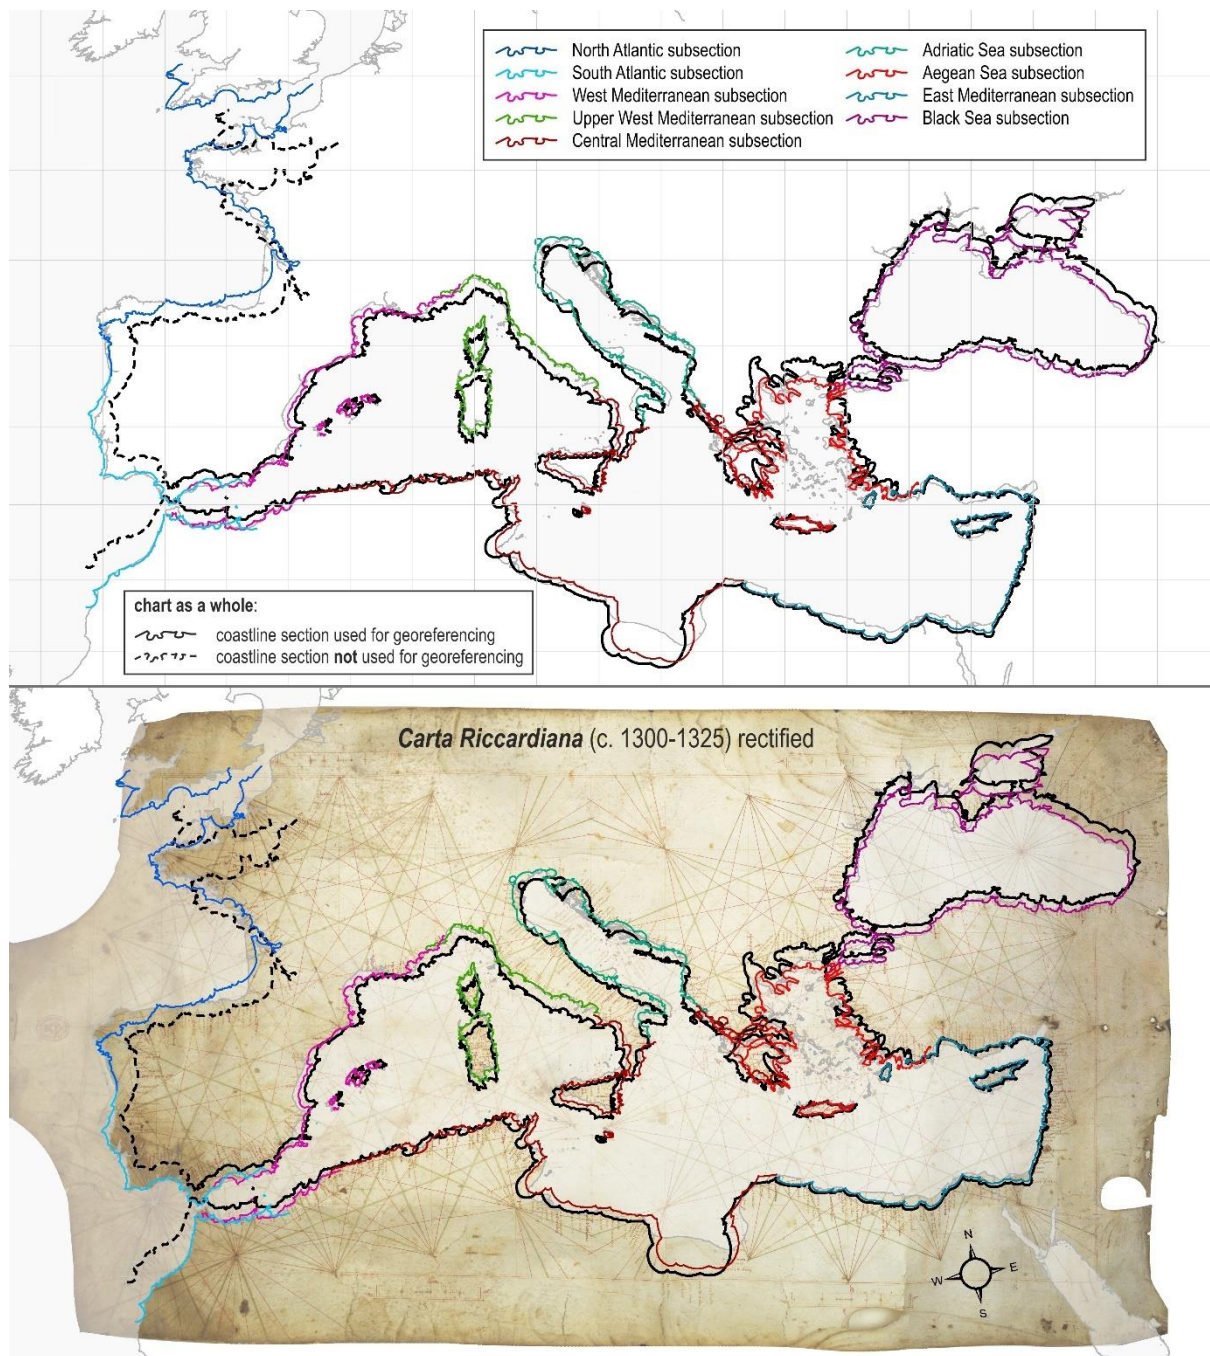 North Atlantic subsection
South Atlantic subsection
West Mediterranean subsection
Upper West Mediterranean subsection
Central Mediterranean subsection
Adriatic Sea subsection
Aegean Sea subsection
East Mediterranean subsection
Black Sea subsection
chart as a whole:
coastline section used for georeferencing
coastline section not used for georeferencing
Carta Riccardiana (c. 1300-1325) rectified
N
W E
S